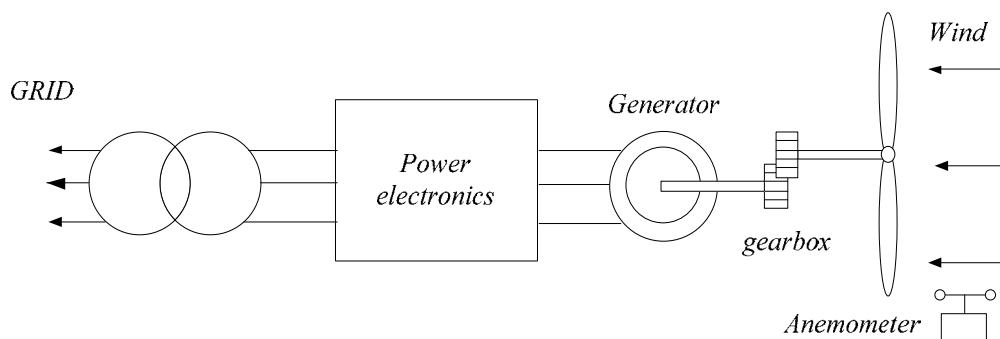 GRID
Power
electronics
Generator
gearbox
Wind
Anemometer